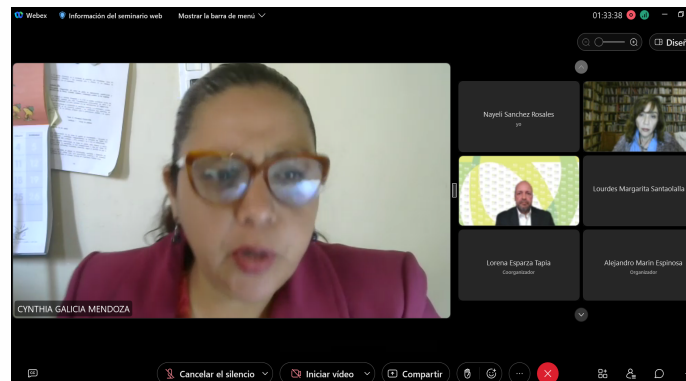 Webex
Información del seminario web
Mostrar la barra de menú
01:33:38
Diseñ
CYNTHIA GALICIA MENDOZA
Nayeli Sanchez Rosales
yo
Lourdes Margarita Santaolalla
Lorena Esparza Tapia
Coorganizador
Alejandro Marin Espinosa
Organizador
Cancelar el silencio
Iniciar vídeo
Compartir